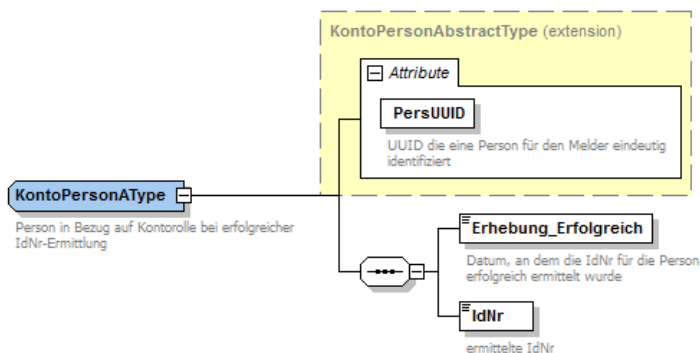 KontoPersonAbstractType (extension)
Attribute
PersUUID
UUID die eine Person für den Melder eindeutig
identifiziert
KontoPersonAType
Person in Bezug auf Kontorolle bei erfolgreicher
IdNr-Ermittlung
Erhebung_Erfolgreich
Datum, an dem die IdNr für die Person
erfolgreich ermittelt wurde
IdNr
ermittelte IdNr